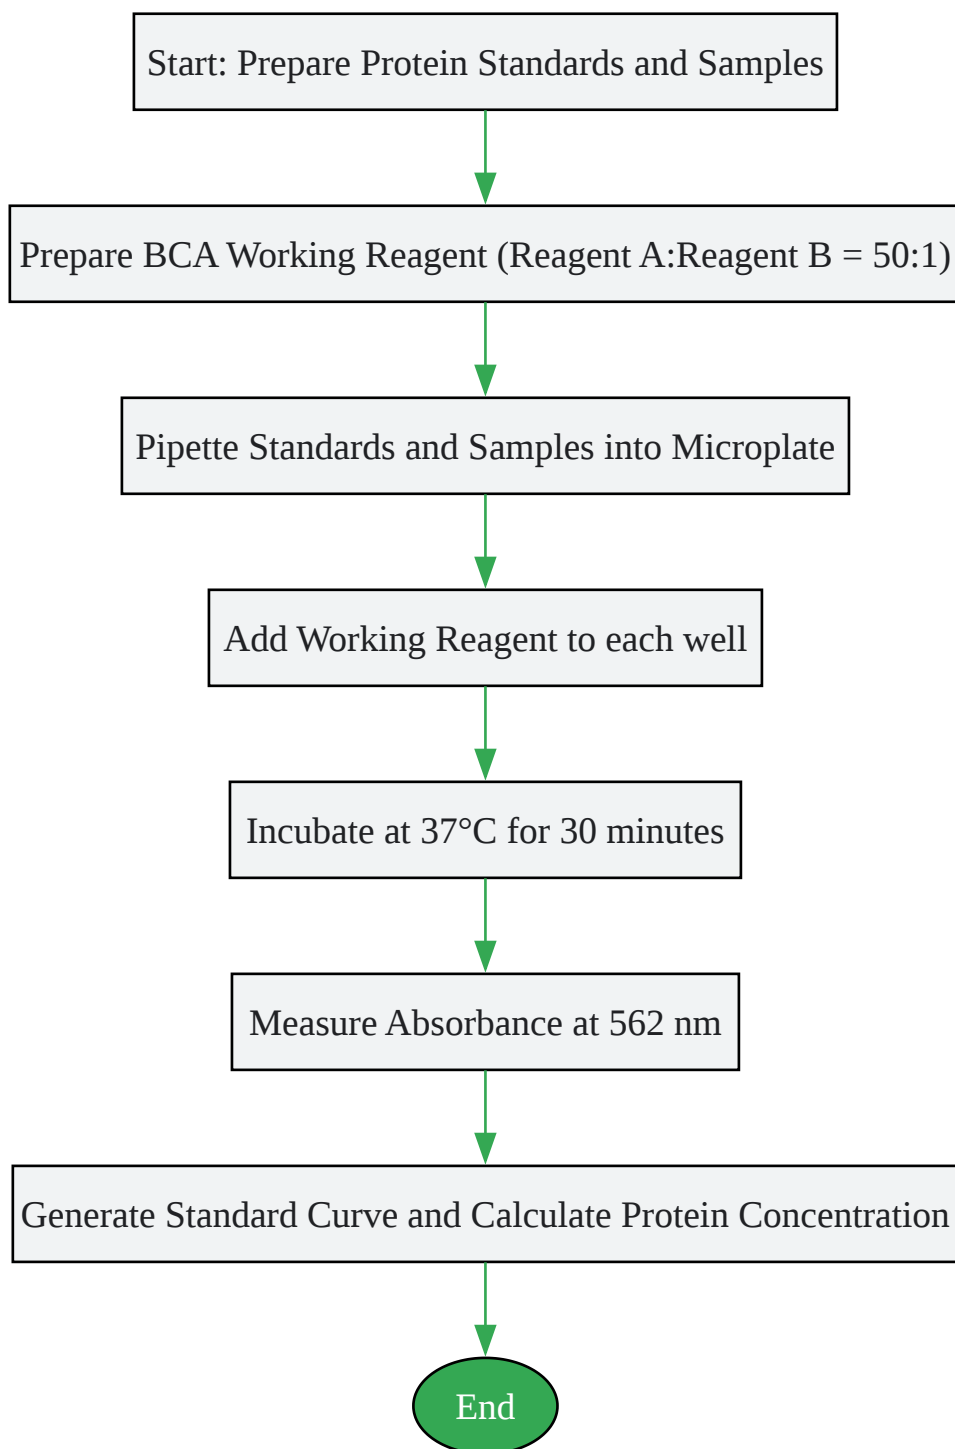 Start: Prepare Protein Standards and Samples
Prepare BCA Working Reagent (Reagent A:Reagent B = 50:1)
Pipette Standards and Samples into Microplate
Add Working Reagent to each well
Incubate at 37°C for 30 minutes
Measure Absorbance at 562 nm
Generate Standard Curve and Calculate Protein Concentration
End